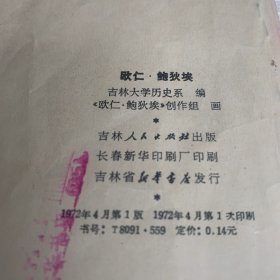 欧仁·鲍狄埃
吉林大学历史系 编
《欧仁·鲍狄埃》创作组 画
*
吉林人民出版社出版
长春新华印刷厂印刷
吉林省新华书店发行
*
1972年4月第1版 1972年4月第1次印刷
书号：T8091·559 定价：0.14元